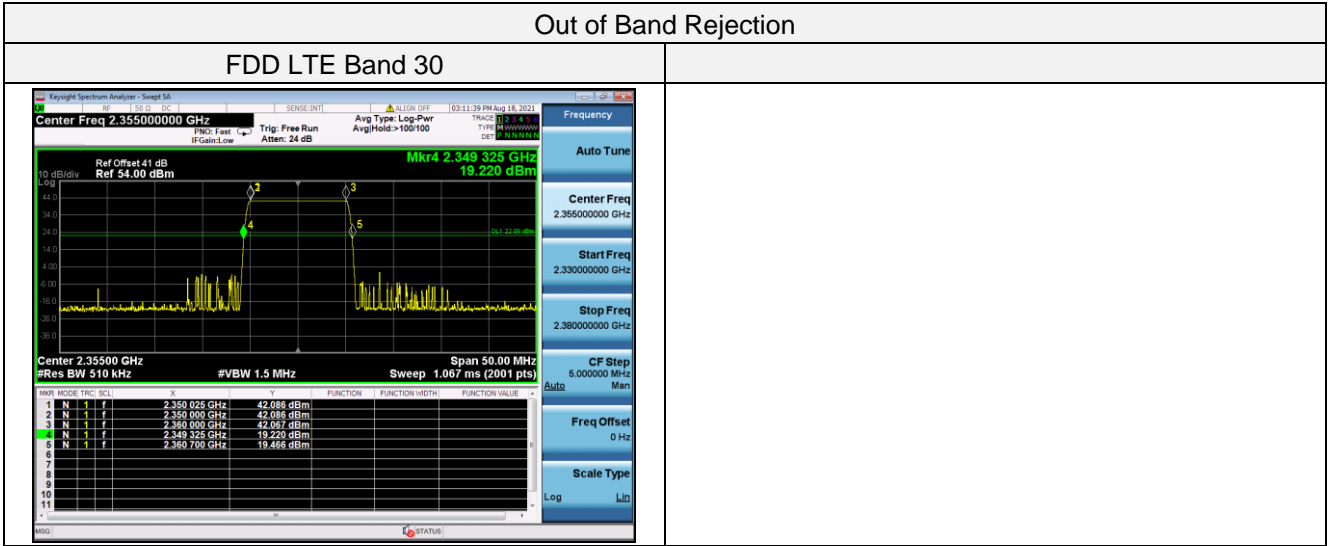 Out of Band Rejection
FDD LTE Band 30
Keysight Spectrum Analyzer - Swept SA
RF 50 Ω DC SENSE:INT ALIGN OFF 03:11:39 PM Aug 18, 2021
Center Freq 2.355000000 GHz
PNO: Fast
IFGain:Low
Trig: Free Run
Atten: 24 dB
Avg Type: Log-Pwr
Avg|Hold:>100/100
TRACE 1 2 3 4 5 6
TYPE M WWWWW
DET P N N N N N
Ref Offset 41 dB
10 dB/div Ref 54.00 dBm
Log
Mkr4 2.349 325 GHz
19.220 dBm
44.0
34.0
24.0
14.0
4.00
-6.00
-16.0
-26.0
-36.0
2
3
4
5
DL1 22.09 dBm
Center 2.35500 GHz Span 50.00 MHz
#Res BW 510 kHz #VBW 1.5 MHz Sweep 1.067 ms (2001 pts)
MKR MODE TRC SCL X Y FUNCTION FUNCTION WIDTH FUNCTION VALUE
1 N 1 f 2.350 025 GHz 42.086 dBm
2 N 1 f 2.350 000 GHz 42.086 dBm
3 N 1 f 2.360 000 GHz 42.067 dBm
4 N 1 f 2.349 325 GHz 19.220 dBm
5 N 1 f 2.360 700 GHz 19.466 dBm
6
7
8
9
10
11
MSG STATUS
Frequency
Auto Tune
Center Freq
2.355000000 GHz
Start Freq
2.330000000 GHz
Stop Freq
2.380000000 GHz
CF Step
5.000000 MHz
Auto Man
Freq Offset
0 Hz
Scale Type
Log Lin